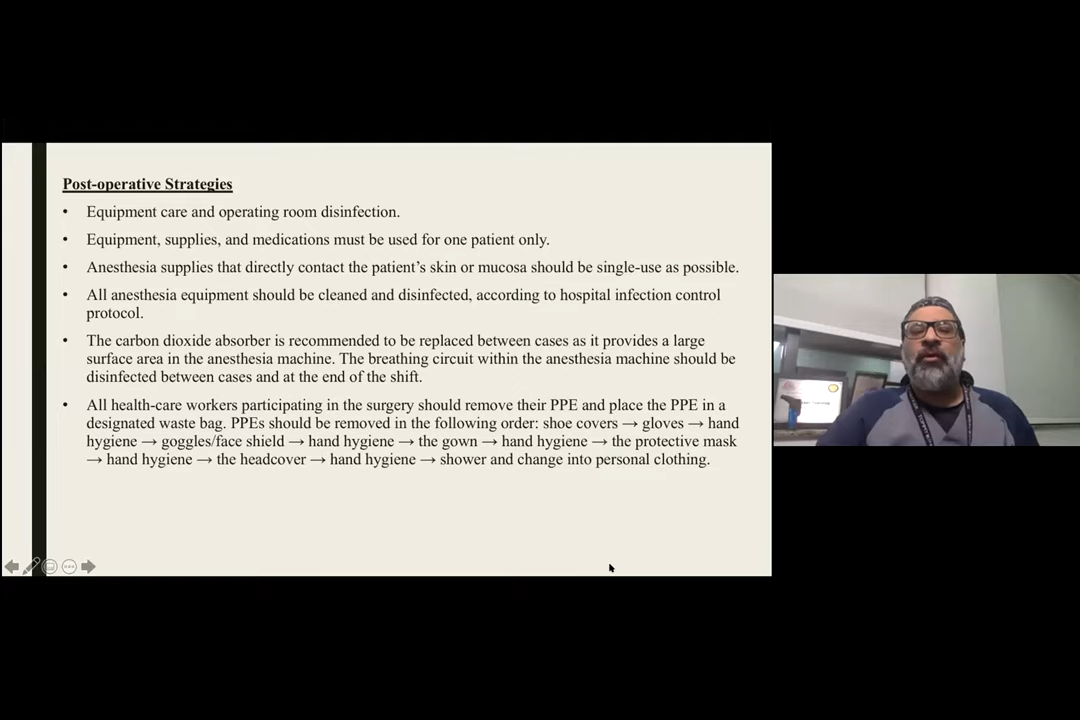 Post-operative Strategies
• Equipment care and operating room disinfection.
• Equipment, supplies, and medications must be used for one patient only.
• Anesthesia supplies that directly contact the patient’s skin or mucosa should be single-use as possible.
• All anesthesia equipment should be cleaned and disinfected, according to hospital infection control
protocol.
• The carbon dioxide absorber is recommended to be replaced between cases as it provides a large
surface area in the anesthesia machine. The breathing circuit within the anesthesia machine should be
disinfected between cases and at the end of the shift.
• All health-care workers participating in the surgery should remove their PPE and place the PPE in a
designated waste bag. PPEs should be removed in the following order: shoe covers → gloves → hand
hygiene → goggles/face shield → hand hygiene → the gown → hand hygiene → the protective mask
→ hand hygiene → the headcover → hand hygiene → shower and change into personal clothing.